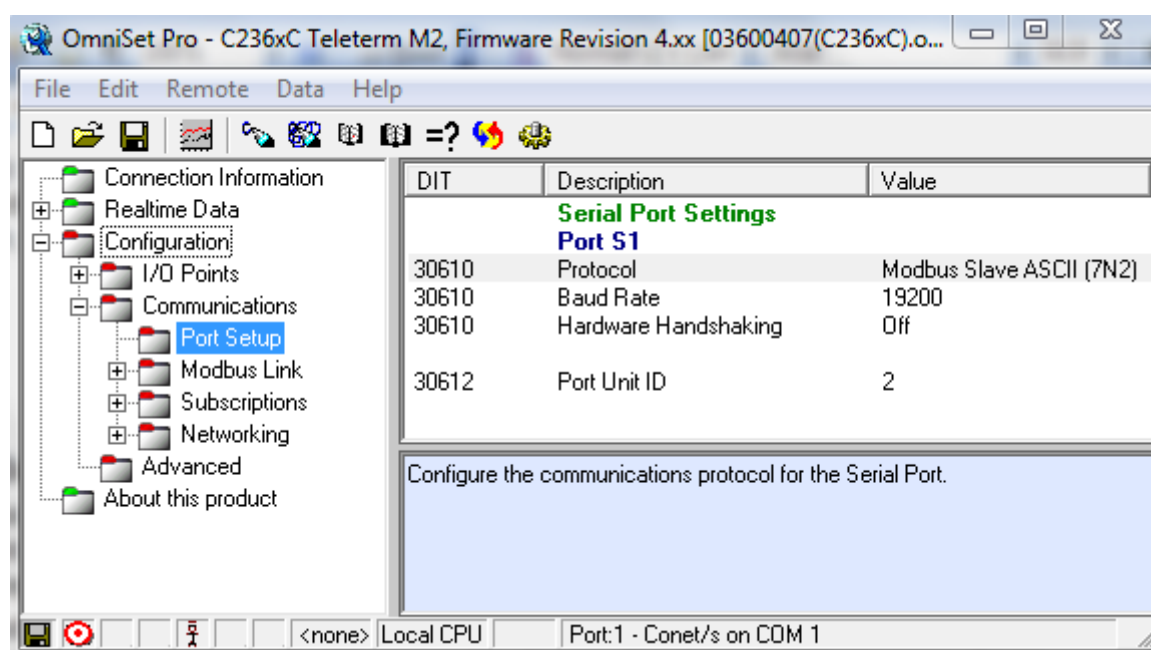 OmniSet Pro - C236xC Teleterm M2, Firmware Revision 4.xx [03600407(C236xC).o...
File Edit Remote Data Help
=?
Connection Information
Realtime Data
Configuration
I/O Points
Communications
Port Setup
Modbus Link
Subscriptions
Networking
Advanced
About this product
DIT Description Value
Serial Port Settings
Port S1
30610 Protocol Modbus Slave ASCII (7N2)
30610 Baud Rate 19200
30610 Hardware Handshaking Off
30612 Port Unit ID 2
Configure the communications protocol for the Serial Port.
<none> Local CPU Port:1 - Conet/s on COM 1